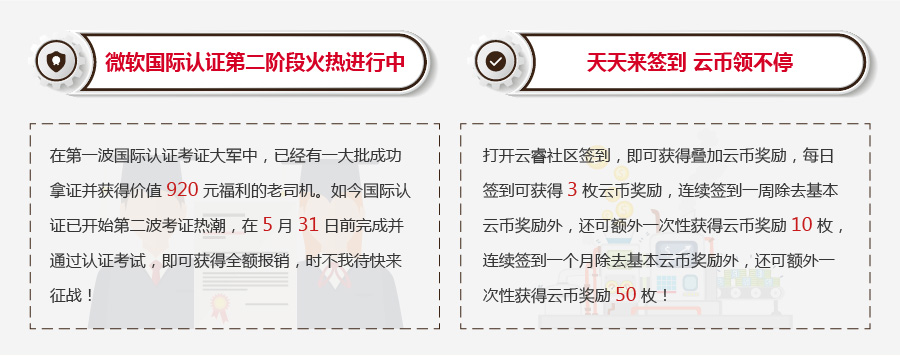 微软国际认证第二阶段火热进行中
在第一波国际认证考证大军中，已经有一大批成功
拿证并获得价值 920 元福利的老司机。如今国际认
证已开始第二波考证热潮，在 5 月 31 日前完成并
通过认证考试，即可获得全额报销，时不我待快来
征战！
天天来签到 云币领不停
打开云睿社区签到，即可获得叠加云币奖励，每日
签到可获得 3 枚云币奖励，连续签到一周除去基本
云币奖励外，还可额外一次性获得云币奖励 10 枚，
连续签到一个月除去基本云币奖励外，还可额外一
次性获得云币奖励 50 枚！